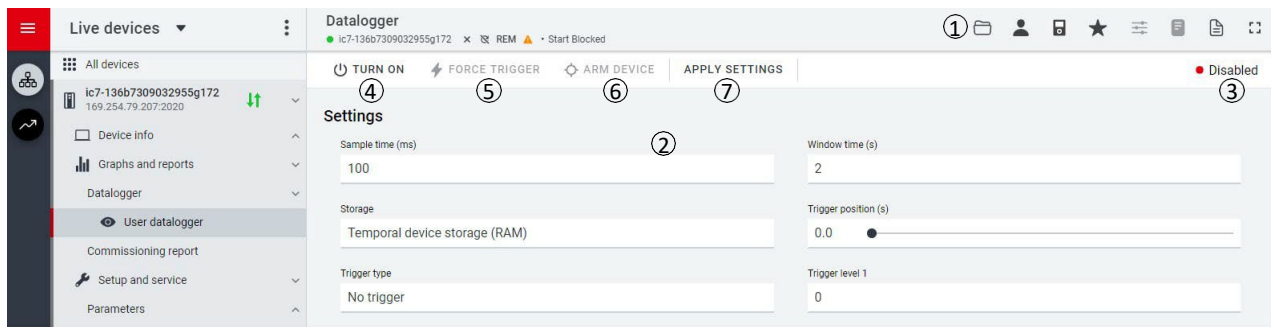 Live devices
Datalogger
ic7-136b7309032955g172 REM • Start Blocked
1
All devices
TURN ON FORCE TRIGGER ARM DEVICE APPLY SETTINGS Disabled
4 5 6 7 3
ic7-136b7309032955g172
169.254.79.207:2020
Device info
Graphs and reports
Datalogger
User datalogger
Commissioning report
Setup and service
Parameters
Settings
2
Sample time (ms) Window time (s)
100 2
Storage Trigger position (s)
Temporal device storage (RAM) 0.0
Trigger type Trigger level 1
No trigger 0